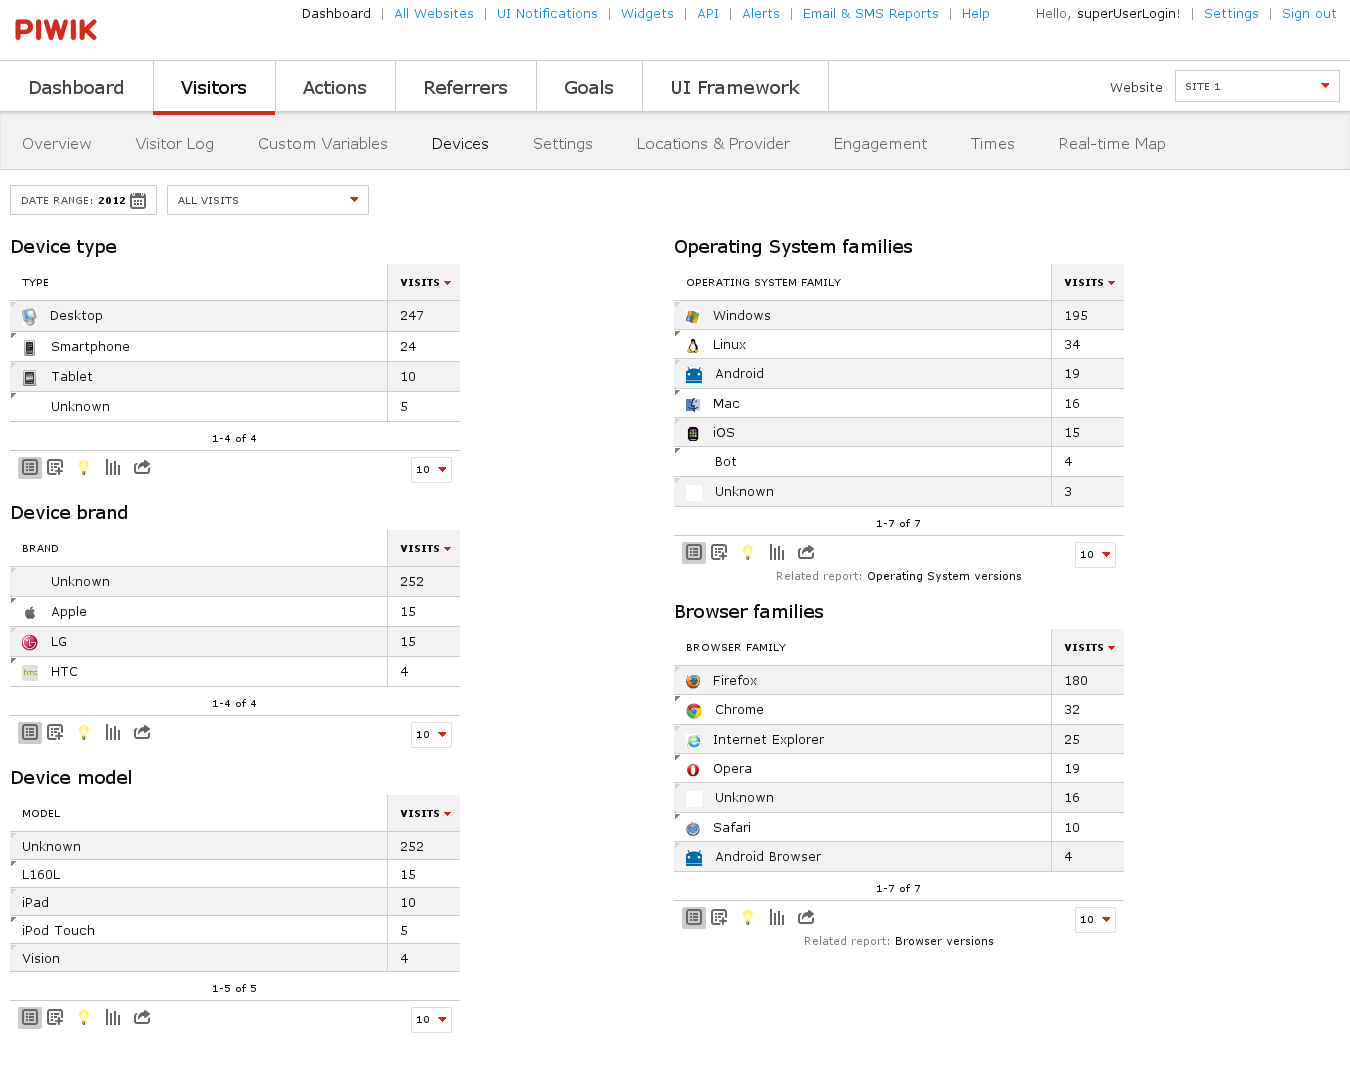 PIWIK
Dashboard | All Websites | UI Notifications | Widgets | API | Alerts | Email & SMS Reports | Help
Hello, superUserLogin! | Settings | Sign out
Dashboard Visitors Actions Referrers Goals UI Framework
Website SITE 1
Overview Visitor Log Custom Variables Devices Settings Locations & Provider Engagement Times Real-time Map
DATE RANGE: 2012
ALL VISITS
Device type
TYPE VISITS
Desktop 247
Smartphone 24
Tablet 10
Unknown 5
1-4 of 4
10
Device brand
BRAND VISITS
Unknown 252
Apple 15
LG 15
hTC HTC 4
1-4 of 4
10
Device model
MODEL VISITS
Unknown 252
L160L 15
iPad 10
iPod Touch 5
Vision 4
1-5 of 5
10
Operating System families
OPERATING SYSTEM FAMILY VISITS
Windows 195
Linux 34
Android 19
Mac 16
iOS 15
Bot 4
Unknown 3
1-7 of 7
10
Related report: Operating System versions
Browser families
BROWSER FAMILY VISITS
Firefox 180
Chrome 32
Internet Explorer 25
Opera 19
Unknown 16
Safari 10
Android Browser 4
1-7 of 7
10
Related report: Browser versions